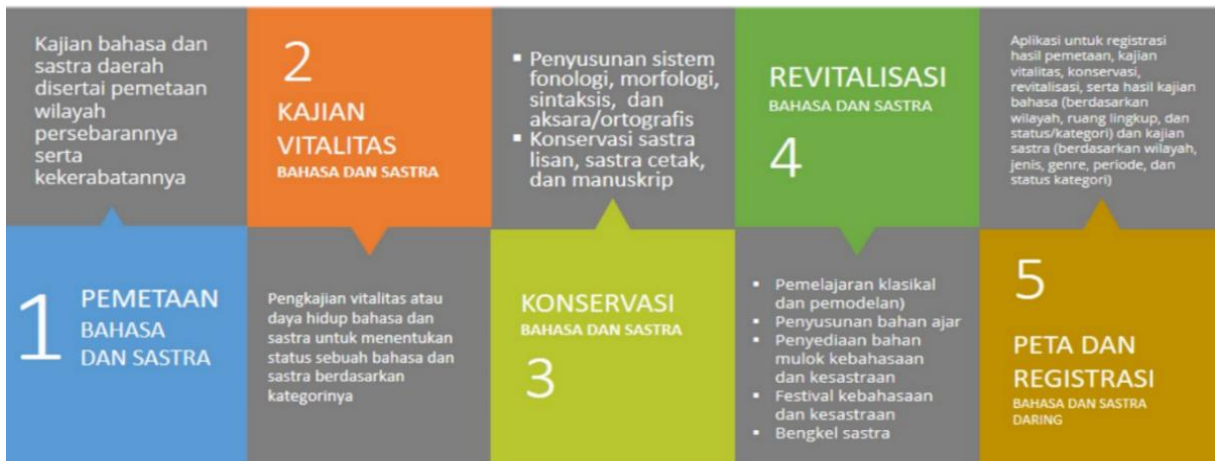 Kajian bahasa dan
sastra daerah
disertai pemetaan
wilayah
persebarannya
serta
kekerabatannya
1
PEMETAAN
BAHASA
DAN SASTRA
2
KAJIAN
VITALITAS
BAHASA DAN SASTRA
Pengkajian vitalitas atau
daya hidup bahasa dan
sastra untuk menentukan
status sebuah bahasa dan
sastra berdasarkan
kategorinya
▪ Penyusunan sistem
fonologi, morfologi,
sintaksis, dan
aksara/ortografis
▪ Konservasi sastra
lisan, sastra cetak,
dan manuskrip
KONSERVASI
BAHASA DAN SASTRA
3
REVITALISASI
BAHASA DAN SASTRA
4
▪ Pemelajaran klasikal
dan pemodelan)
▪ Penyusunan bahan ajar
▪ Penyediaan bahan
mulok kebahasaan
dan kesastraan
▪ Festival kebahasaan
dan kesastraan
▪ Bengkel sastra
Aplikasi untuk registrasi
hasil pemetaan, kajian
vitalitas, konservasi,
revitalisasi, serta hasil kajian
bahasa (berdasarkan
wilayah, ruang lingkup, dan
status/kategori) dan kajian
sastra (berdasarkan wilayah,
jenis, genre, periode, dan
status kategori)
5
PETA DAN
REGISTRASI
BAHASA DAN SASTRA
DARING